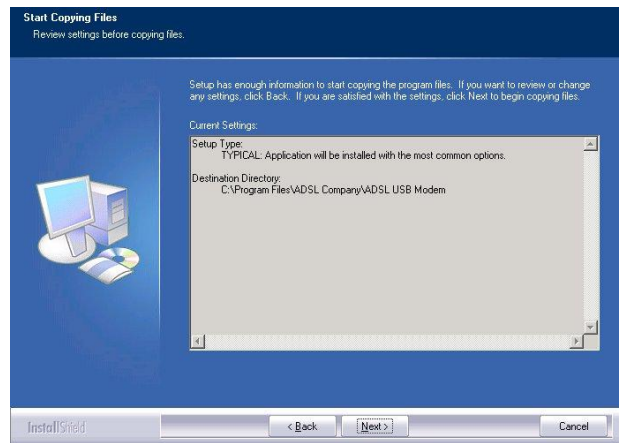 Start Copying Files
Review settings before copying files.
Setup has enough information to start copying the program files. If you want to review or change
any settings, click Back. If you are satisfied with the settings, click Next to begin copying files.
Current Settings:
Setup Type:
TYPICAL: Application will be installed with the most common options.
Destination Directory:
C:\Program Files\ADSL Company\ADSL USB Modem
InstallShield
< Back
Next >
Cancel